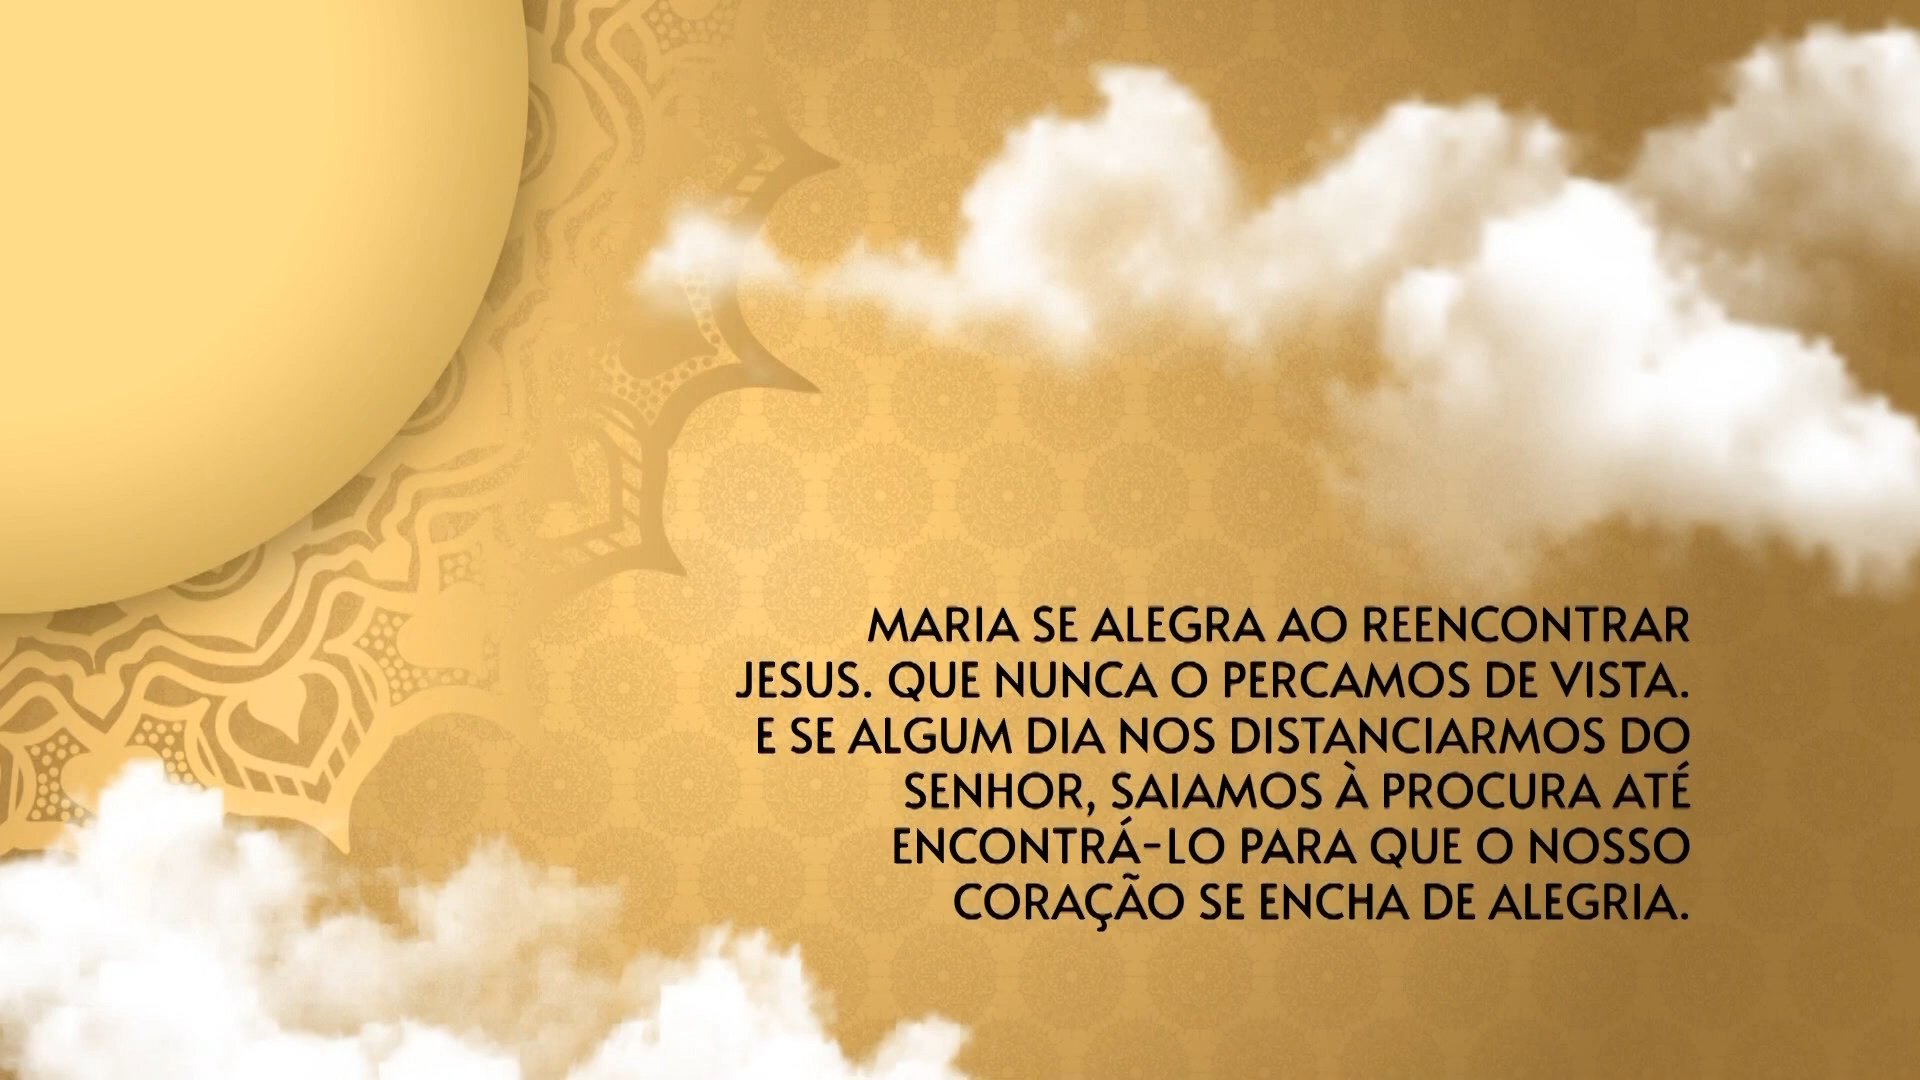 MARIA SE ALEGRA AO REENCONTRAR
JESUS. QUE NUNCA O PERCAMOS DE VISTA.
E SE ALGUM DIA NOS DISTANCIARMOS DO
SENHOR, SAIAMOS À PROCURA ATÉ
ENCONTRÁ-LO PARA QUE O NOSSO
CORAÇÃO SE ENCHA DE ALEGRIA.